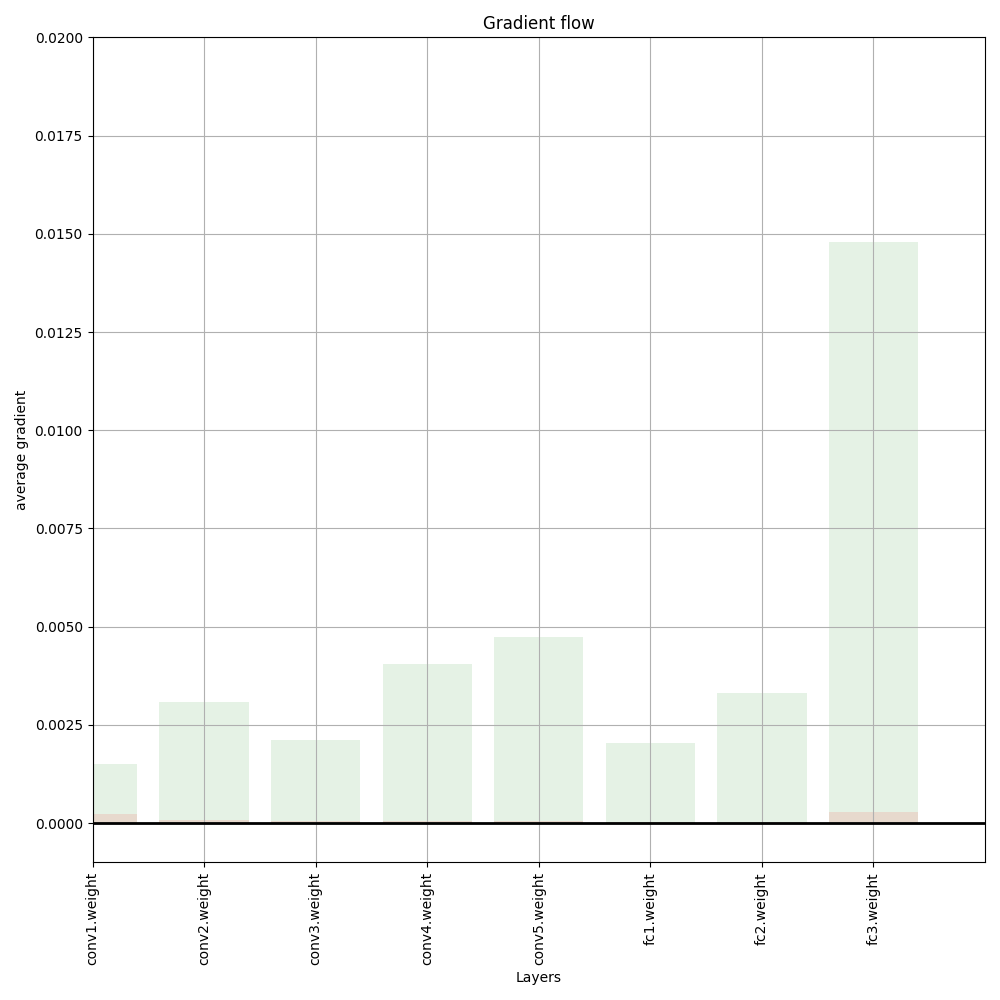 Gradient flow
0.0200
0.0175
0.0150
0.0125
0.0100
0.0075
0.0050
0.0025
0.0000
average gradient
conv1.weight
conv2.weight
conv3.weight
conv4.weight
conv5.weight
fc1.weight
fc2.weight
fc3.weight
Layers